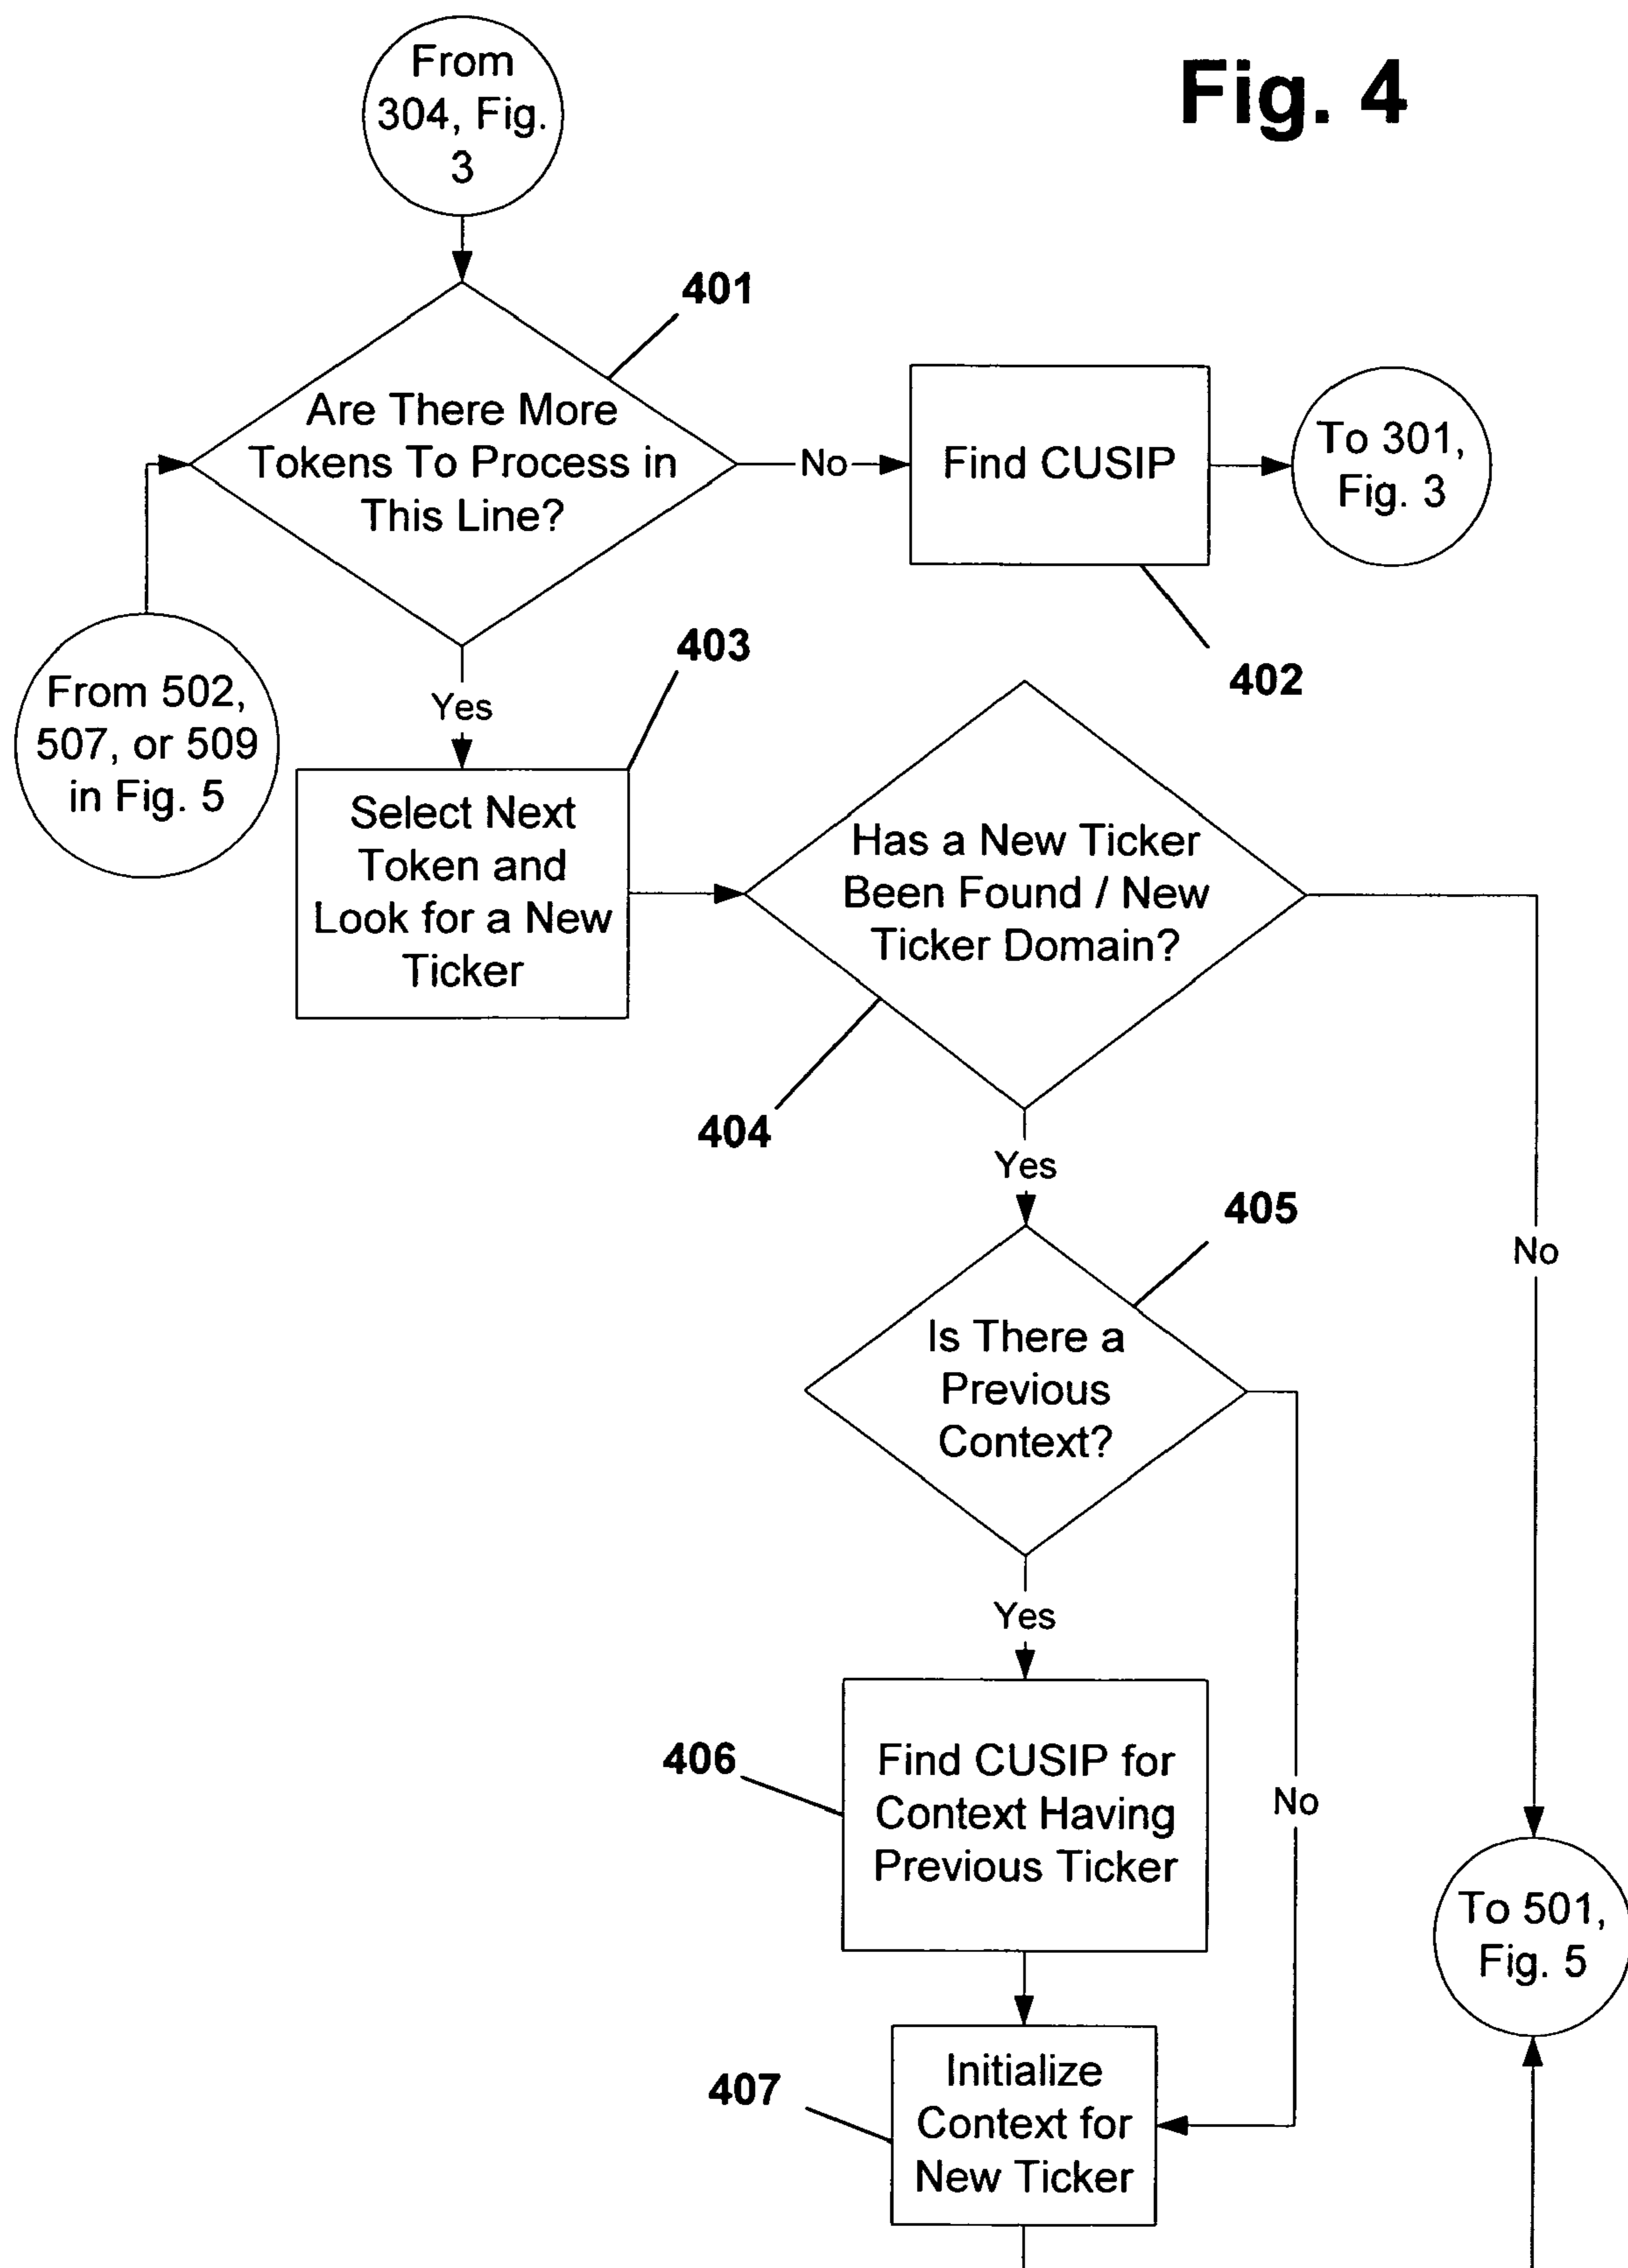 Fig. 4
From
304, Fig.
3
401
Are There More
Tokens To Process in
This Line?
No
Find CUSIP
To 301,
Fig. 3
402
From 502,
507, or 509
in Fig. 5
Yes
403
Select Next
Token and
Look for a New
Ticker
Has a New Ticker
Been Found / New
Ticker Domain?
404
Yes
No
405
Is There a
Previous
Context?
Yes
No
406
Find CUSIP for
Context Having
Previous Ticker
To 501,
Fig. 5
407
Initialize
Context for
New Ticker